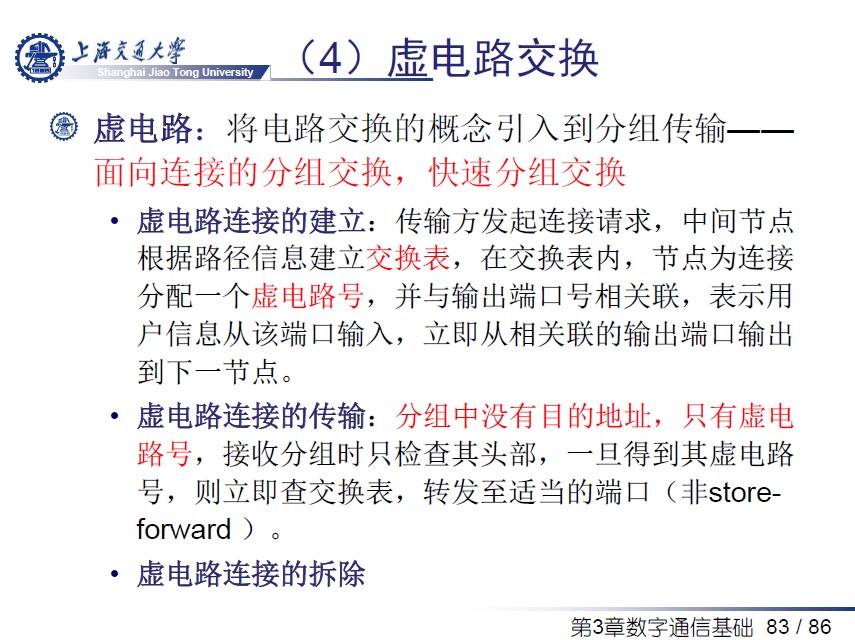 上海交通大学
Shanghai Jiao Tong University
（4）虚电路交换
虚电路：将电路交换的概念引入到分组传输——
面向连接的分组交换，快速分组交换
• 虚电路连接的建立：传输方发起连接请求，中间节点
根据路径信息建立交换表，在交换表内，节点为连接
分配一个虚电路号，并与输出端口号相关联，表示用
户信息从该端口输入，立即从相关联的输出端口输出
到下一节点。
• 虚电路连接的传输：分组中没有目的地址，只有虚电
路号，接收分组时只检查其头部，一旦得到其虚电路
号，则立即查交换表，转发至适当的端口（非store-
forward ）。
• 虚电路连接的拆除
第3章数字通信基础 83 / 86